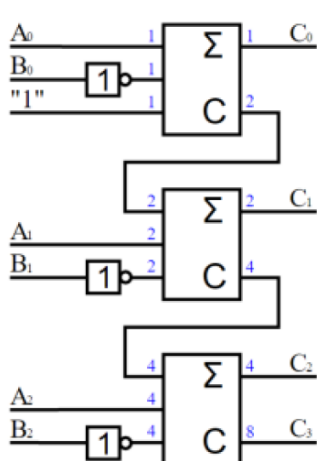 A₀ 1 Σ 1 C₀
B₀ 1 1
"1" 1 C 2
2 Σ 2 C₁
A₁ 2
B₁ 1 2 C 4
4 Σ 4 C₂
A₂ 4
B₂ 1 4 C 8 C₃